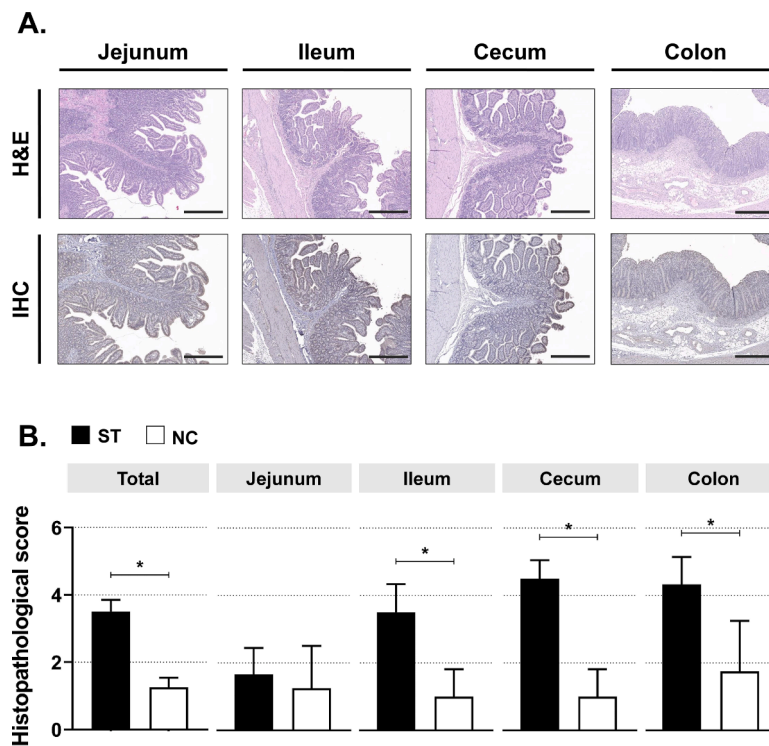 A.
Jejunum Ileum Cecum Colon
H&E
IHC
B. ST NC
Total Jejunum Ileum Cecum Colon
Histopathological score
6
4
2
0
* * * *